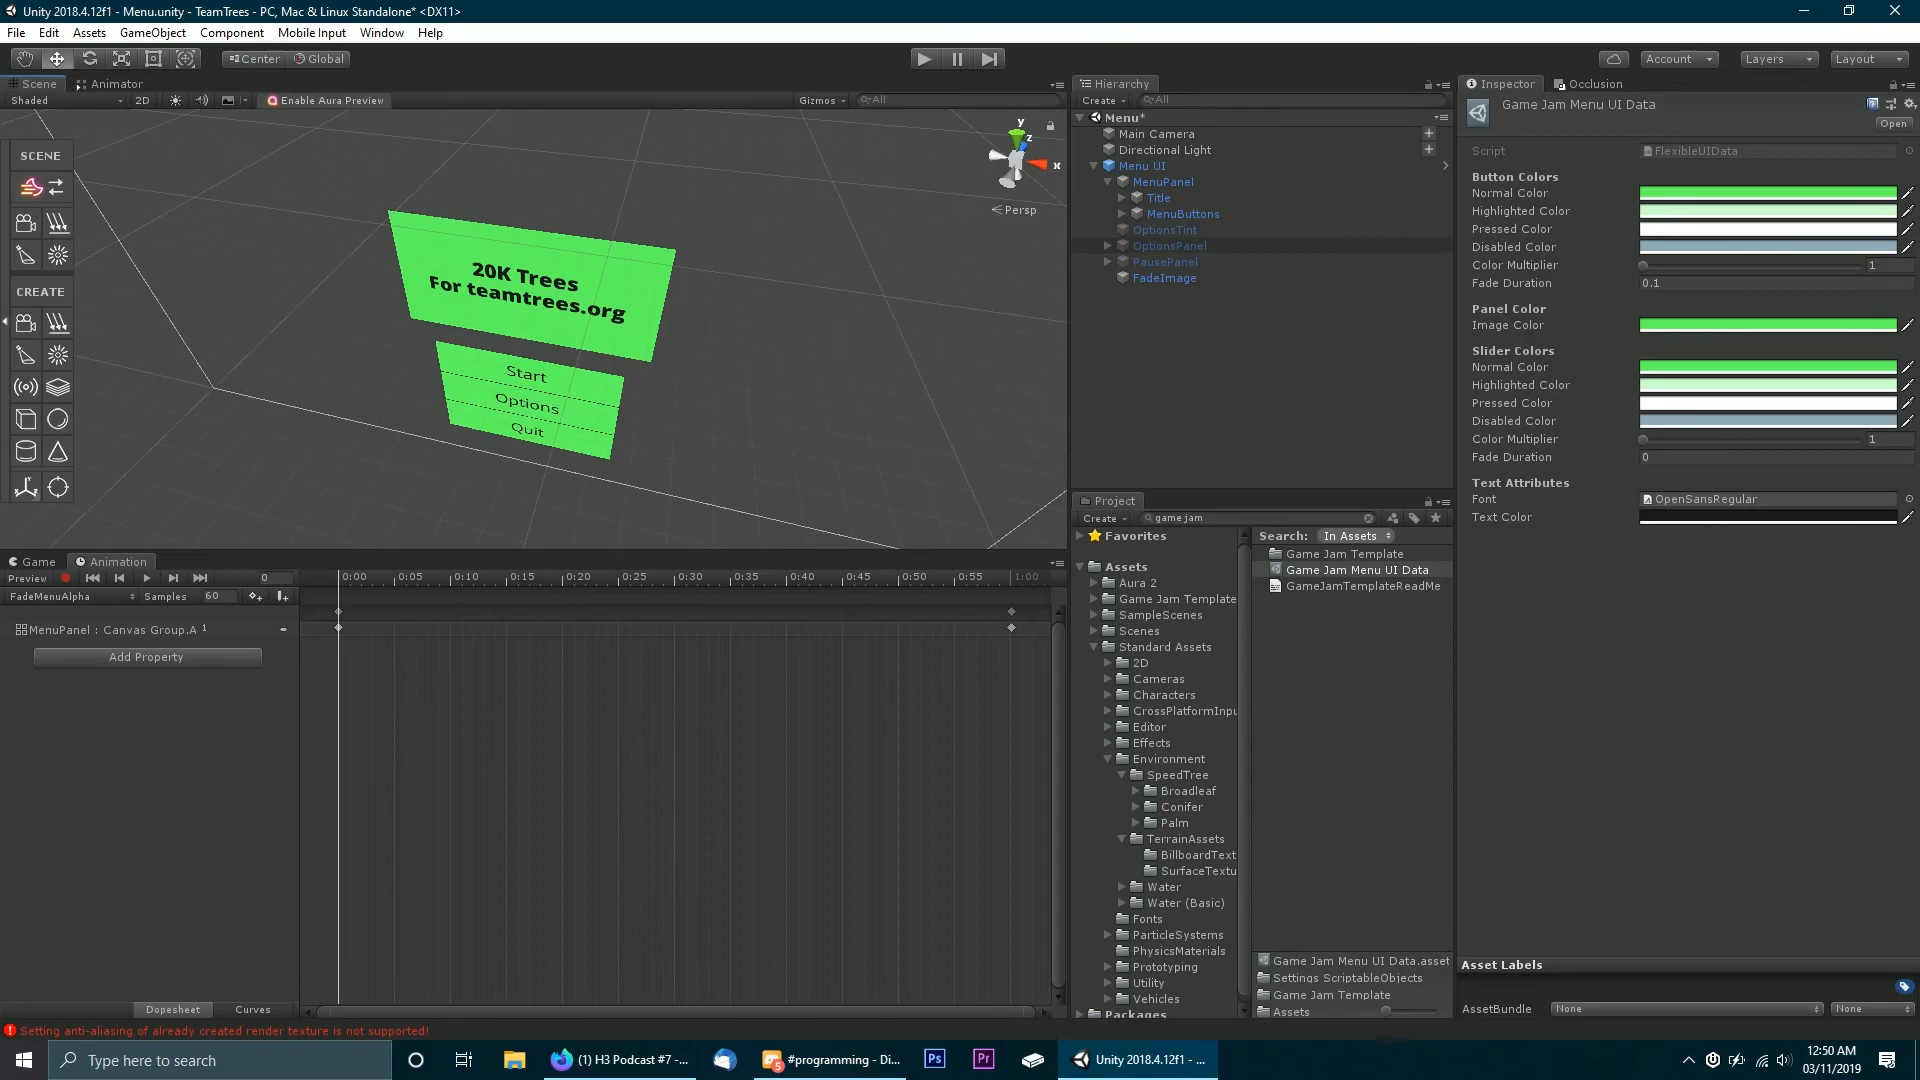 Unity 2018.4.12f1 - Menu.unity - TeamTrees - PC, Mac & Linux Standalone* <DX11>
File Edit Assets GameObject Component Mobile Input Window Help
Center Global Account Layers Layout
Scene Animator
Shaded 2D Enable Aura Preview Gizmos All
SCENE
CREATE
y
z
x
Persp
20K Trees
For teamtrees.org
Start
Options
Quit
Hierarchy
Create All
Menu*
Main Camera
Directional Light
Menu UI
MenuPanel
Title
MenuButtons
OptionsTint
OptionsPanel
PausePanel
FadeImage
Inspector Occlusion
Game Jam Menu UI Data
Open
Script FlexibleUIData
Button Colors
Normal Color
Highlighted Color
Pressed Color
Disabled Color
Color Multiplier 1
Fade Duration 0.1
Panel Color
Image Color
Slider Colors
Normal Color
Highlighted Color
Pressed Color
Disabled Color
Color Multiplier 1
Fade Duration 0
Text Attributes
Font OpenSansRegular
Text Color
Asset Labels
AssetBundle None None
Game Animation
Preview 0 0:00 0:05 0:10 0:15 0:20 0:25 0:30 0:35 0:40 0:45 0:50 0:55 1:00
FadeMenuAlpha Samples 60
MenuPanel : Canvas Group.A 1
Add Property
Dopesheet Curves
Project
Create game jam
Favorites
Assets
Aura 2
Game Jam Template
SampleScenes
Scenes
Standard Assets
2D
Cameras
Characters
CrossPlatformInpu
Editor
Effects
Environment
SpeedTree
Broadleaf
Conifer
Palm
TerrainAssets
BillboardText
SurfaceTextu
Water
Water (Basic)
Fonts
ParticleSystems
PhysicsMaterials
Prototyping
Utility
Vehicles
Packages
Search: In Assets
Game Jam Template
Game Jam Menu UI Data
GameJamTemplateReadMe
Game Jam Menu UI Data.asset
Settings ScriptableObjects
Game Jam Template
Assets
Setting anti-aliasing of already created render texture is not supported!
Type here to search
(1) H3 Podcast #7 -...
5
#programming - Di...
Ps
Pr
Unity 2018.4.12f1 - ...
12:50 AM
03/11/2019